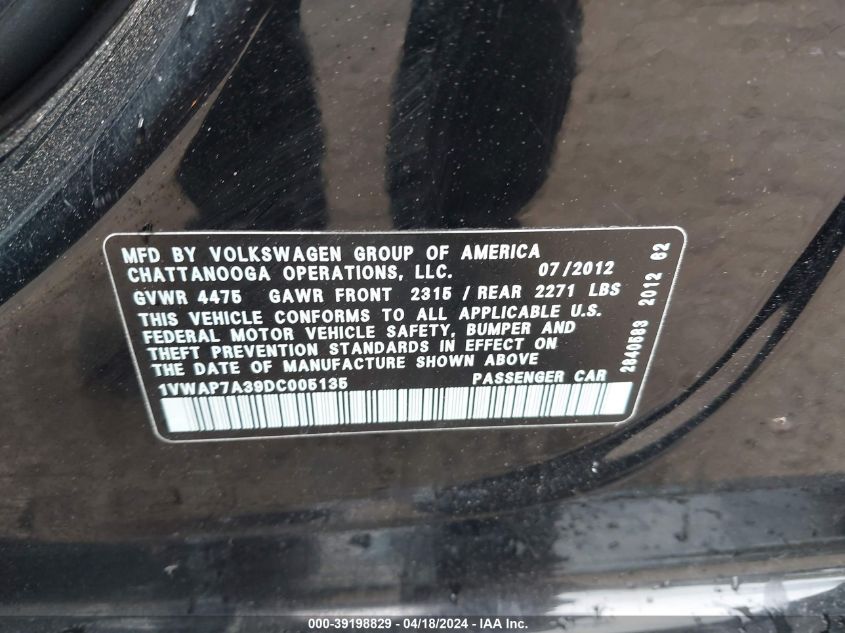 MFD BY VOLKSWAGEN GROUP OF AMERICA
CHATTANOOGA OPERATIONS, LLC. 07/2012
GVWR 4475 GAWR FRONT 2315 / REAR 2271 LBS
THIS VEHICLE CONFORMS TO ALL APPLICABLE U.S.
FEDERAL MOTOR VEHICLE SAFETY, BUMPER AND
THEFT PREVENTION STANDARDS IN EFFECT ON
THE DATE OF MANUFACTURE SHOWN ABOVE
1VWAP7A39DC005135 PASSENGER CAR
2840583 2012 62
000-39198829 - 04/18/2024 - IAA Inc.